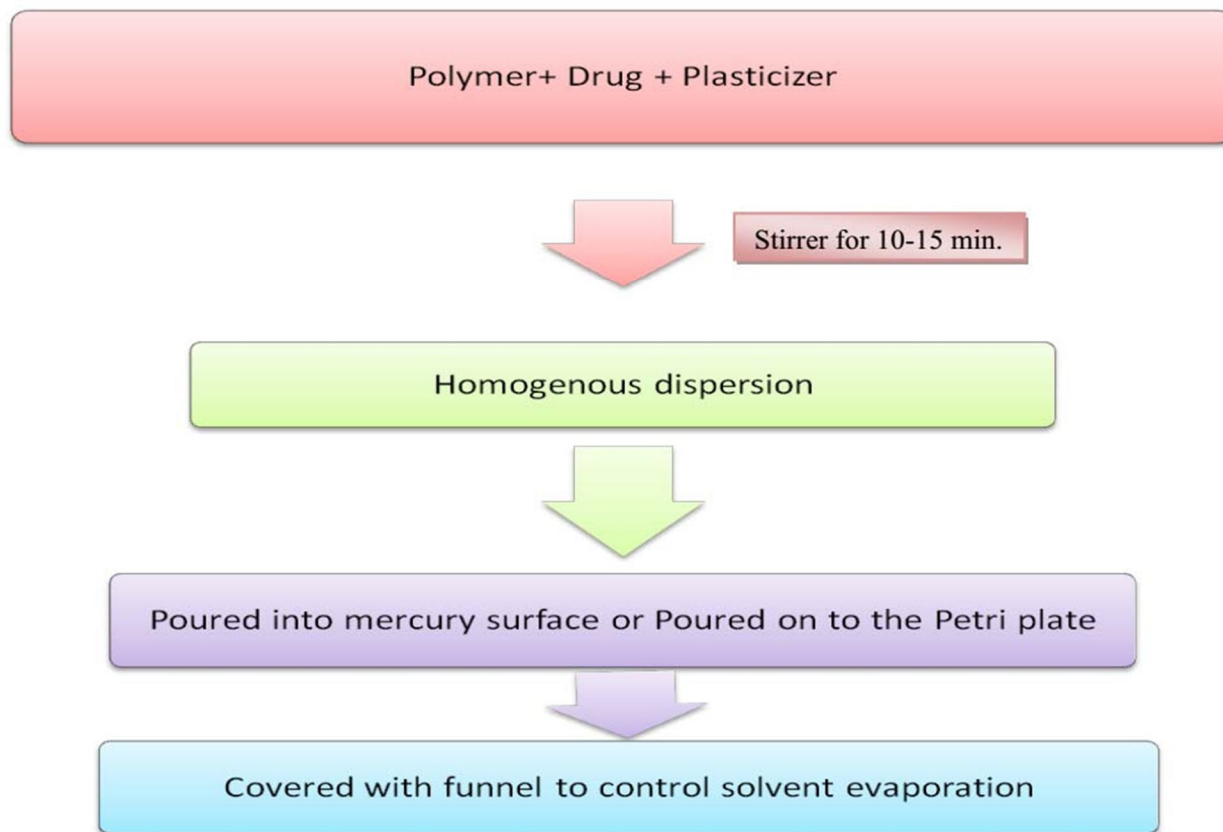 Polymer+ Drug + Plasticizer
Stirrer for 10-15 min.
Homogenous dispersion
Poured into mercury surface or Poured on to the Petri plate
Covered with funnel to control solvent evaporation